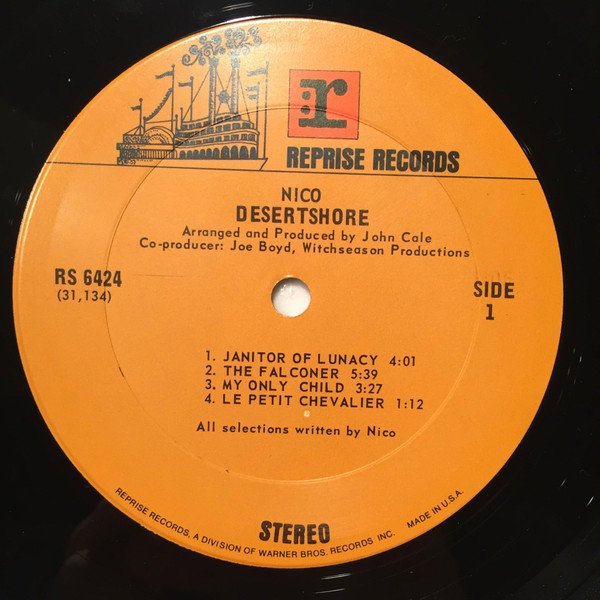 :r
REPRISE RECORDS
NICO
DESERTSHORE
Arranged and Produced by John Cale
Co-producer: Joe Boyd, Witchseason Productions
RS 6424
(31,134)
SIDE
1
1. JANITOR OF LUNACY 4:01
2. THE FALCONER 5:39
3. MY ONLY CHILD 3:27
4. LE PETIT CHEVALIER 1:12
All selections written by Nico
STEREO
REPRISE RECORDS, A DIVISION OF WARNER BROS. RECORDS INC. MADE IN U.S.A.